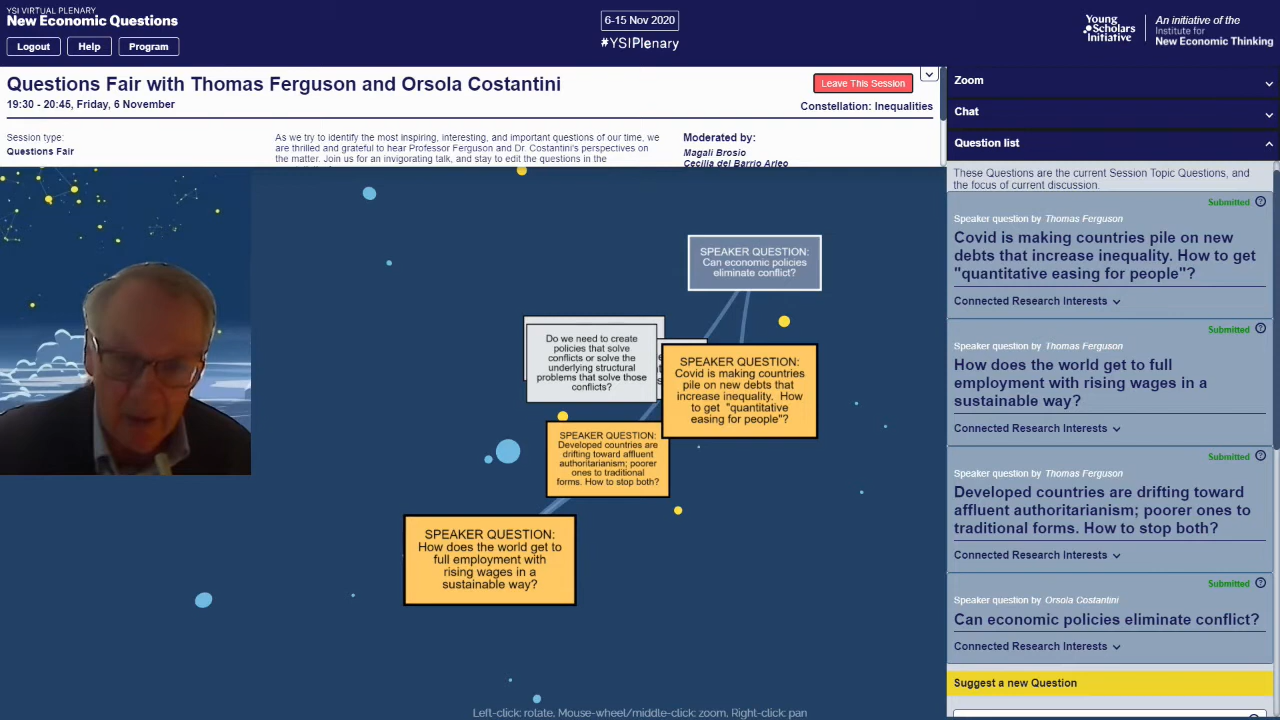 YSI VIRTUAL PLENARY
New Economic Questions
Logout
Help
Program
6-15 Nov 2020
#YSIPlenary
Young
Scholars
Initiative
An initiative of the
Institute for
New Economic Thinking
Questions Fair with Thomas Ferguson and Orsola Costantini
Leave This Session
19:30 - 20:45, Friday, 6 November
Constellation: Inequalities
Session type:
Questions Fair
As we try to identify the most inspiring, interesting, and important questions of our time, we
are thrilled and grateful to hear Professor Ferguson and Dr. Costantini's perspectives on
the matter. Join us for an invigorating talk, and stay to edit the questions in the
Moderated by:
Magali Brosio
Cecilia del Barrio Arleo
SPEAKER QUESTION:
Can economic policies
eliminate conflict?
Do we need to create
policies that solve
conflicts or solve the
underlying structural
problems that solve those
conflicts?
SPEAKER QUESTION:
Covid is making countries
pile on new debts that
increase inequality. How
to get "quantitative
easing for people"?
SPEAKER QUESTION:
Developed countries are
drifting toward affluent
authoritarianism; poorer
ones to traditional
forms. How to stop both?
SPEAKER QUESTION:
How does the world get to
full employment with
rising wages in a
sustainable way?
Left-click: rotate, Mouse-wheel/middle-click: zoom, Right-click: pan
Zoom
Chat
Question list
These Questions are the current Session Topic Questions, and
the focus of current discussion.
Submitted
Speaker question by Thomas Ferguson
Covid is making countries pile on new
debts that increase inequality. How to get
"quantitative easing for people"?
Connected Research Interests
Submitted
Speaker question by Thomas Ferguson
How does the world get to full
employment with rising wages in a
sustainable way?
Connected Research Interests
Submitted
Speaker question by Thomas Ferguson
Developed countries are drifting toward
affluent authoritarianism; poorer ones to
traditional forms. How to stop both?
Connected Research Interests
Submitted
Speaker question by Orsola Costantini
Can economic policies eliminate conflict?
Connected Research Interests
Suggest a new Question